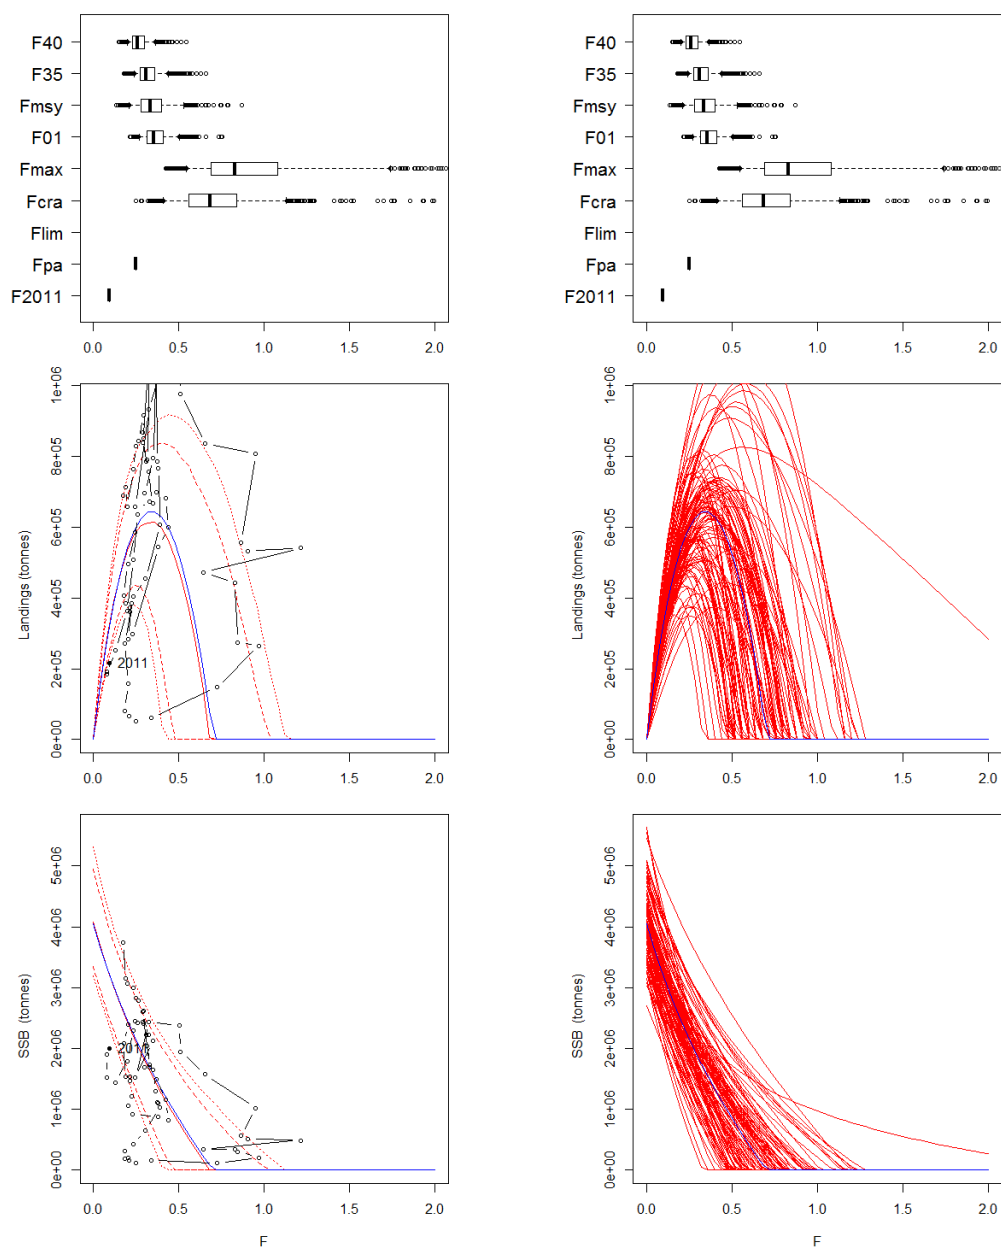 F40
F35
Fmsy
F01
Fmax
Fcra
Flim
Fpa
F2011
0.0 0.5 1.0 1.5 2.0
F40
F35
Fmsy
F01
Fmax
Fcra
Flim
Fpa
F2011
0.0 0.5 1.0 1.5 2.0
Landings (tonnes)
1e+06
8e+05
6e+05
4e+05
2e+05
0e+00
2011
0.0 0.5 1.0 1.5 2.0
Landings (tonnes)
1e+06
8e+05
6e+05
4e+05
2e+05
0e+00
0.0 0.5 1.0 1.5 2.0
SSB (tonnes)
5e+06
4e+06
3e+06
2e+06
1e+06
0e+00
2011
0.0 0.5 1.0 1.5 2.0
F
SSB (tonnes)
5e+06
4e+06
3e+06
2e+06
1e+06
0e+00
0.0 0.5 1.0 1.5 2.0
F